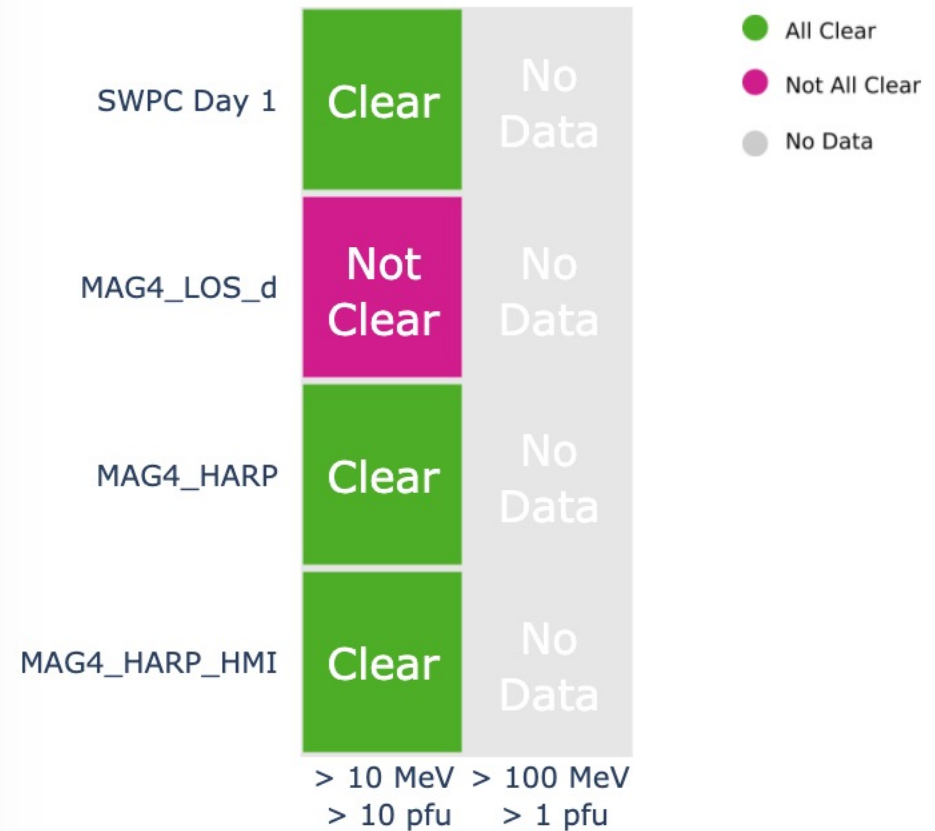 All Clear
Not All Clear
No Data
SWPC Day 1
Clear
No
Data
MAG4_LOS_d
Not
Clear
No
Data
MAG4_HARP
Clear
No
Data
MAG4_HARP_HMI
Clear
No
Data
> 10 MeV
> 10 pfu
> 100 MeV
> 1 pfu